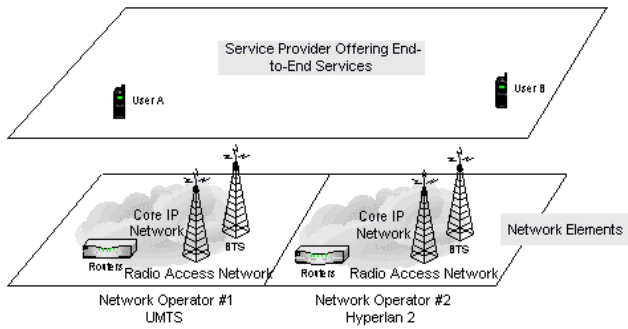 Service Provider Offering End-
to-End Services
User A
User B
Core IP
Network
BTS
Routers
Radio Access Network
Core IP
Network
BTS
Routers
Radio Access Network
Network Elements
Network Operator #1
UMTS
Network Operator #2
Hyperlan 2